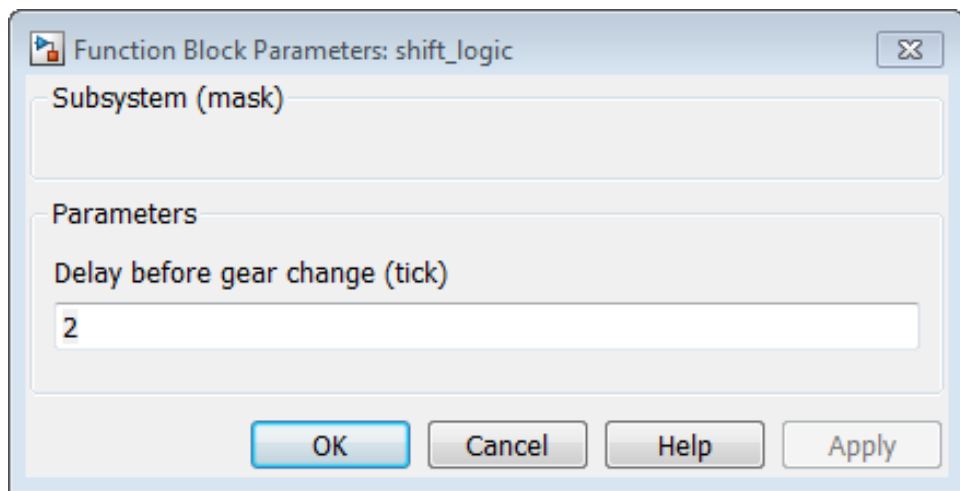 Function Block Parameters: shift_logic
Subsystem (mask)
Parameters
Delay before gear change (tick)
2
OK Cancel Help Apply